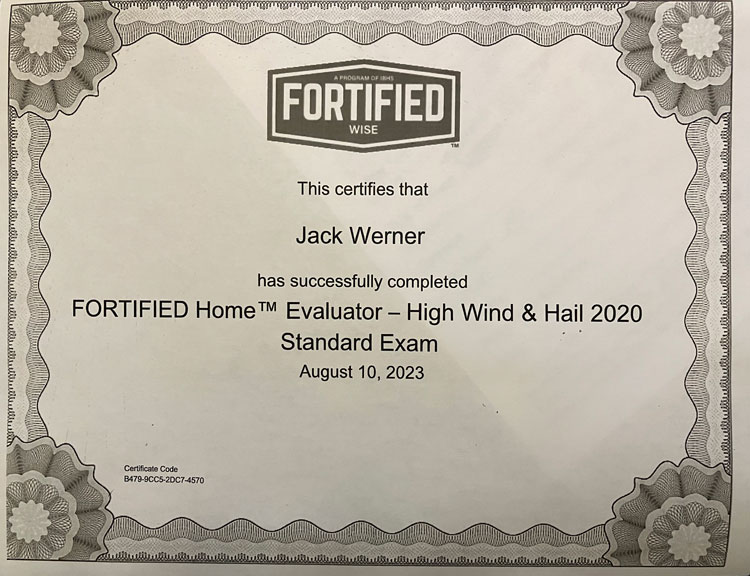 A PROGRAM OF IBHS
FORTIFIED
WISE
TM
This certifies that
Jack Werner
has successfully completed
FORTIFIED Home™ Evaluator – High Wind & Hail 2020
Standard Exam
August 10, 2023
Certificate Code
B479-9CC5-2DC7-4570